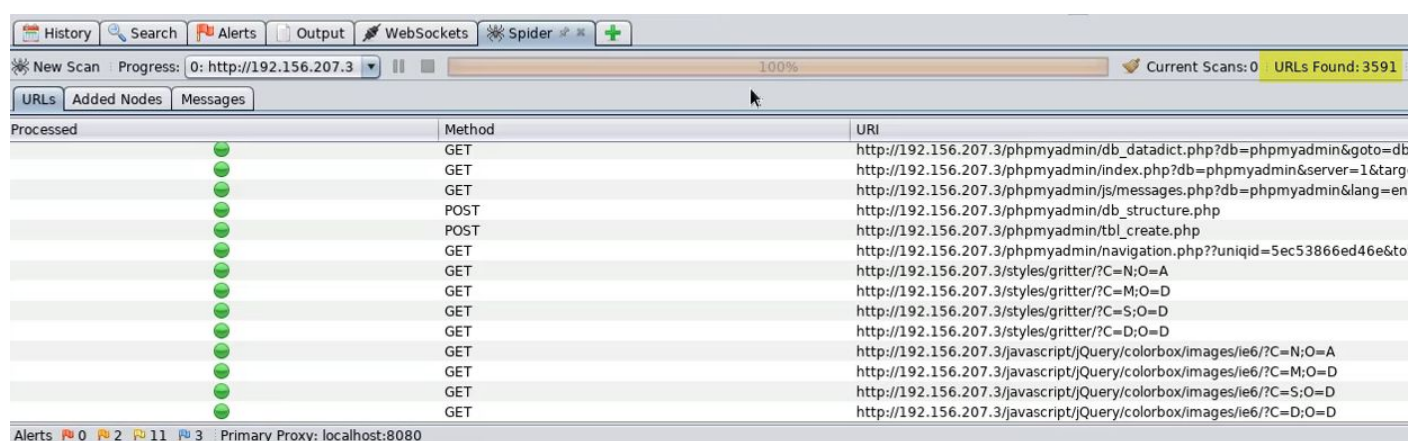 History Search Alerts Output WebSockets Spider
New Scan Progress: 0: http://192.156.207.3 100% Current Scans: 0 URLs Found: 3591
URLs Added Nodes Messages
Processed Method URI
GET http://192.156.207.3/phpmyadmin/db_datadict.php?db=phpmyadmin&goto=db
GET http://192.156.207.3/phpmyadmin/index.php?db=phpmyadmin&server=1&targ
GET http://192.156.207.3/phpmyadmin/js/messages.php?db=phpmyadmin&lang=en
POST http://192.156.207.3/phpmyadmin/db_structure.php
POST http://192.156.207.3/phpmyadmin/tbl_create.php
GET http://192.156.207.3/phpmyadmin/navigation.php??uniqid=5ec53866ed46e&to
GET http://192.156.207.3/styles/gritter/?C=N;O=A
GET http://192.156.207.3/styles/gritter/?C=M;O=D
GET http://192.156.207.3/styles/gritter/?C=S;O=D
GET http://192.156.207.3/styles/gritter/?C=D;O=D
GET http://192.156.207.3/javascript/jQuery/colorbox/images/ie6/?C=N;O=A
GET http://192.156.207.3/javascript/jQuery/colorbox/images/ie6/?C=M;O=D
GET http://192.156.207.3/javascript/jQuery/colorbox/images/ie6/?C=S;O=D
GET http://192.156.207.3/javascript/jQuery/colorbox/images/ie6/?C=D;O=D
Alerts 0 2 11 3 Primary Proxy: localhost:8080